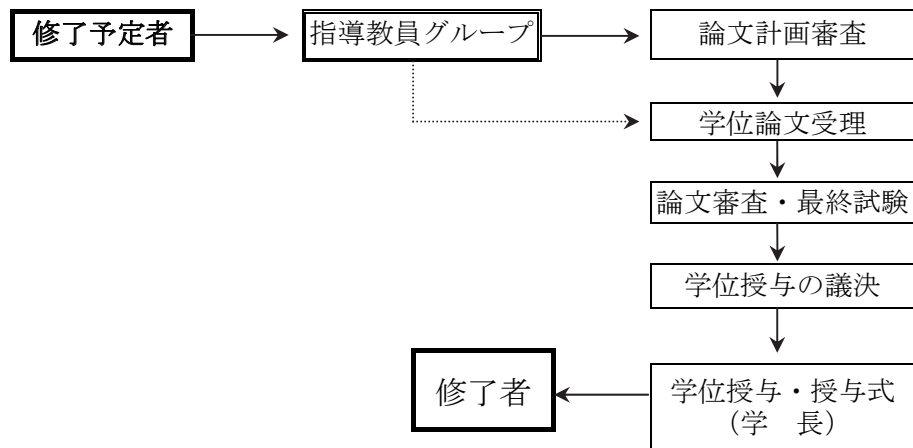 修了予定者
指導教員グループ
論文計画審査
学位論文受理
論文審査・最終試験
学位授与の議決
学位授与・授与式
(学　長)
修了者